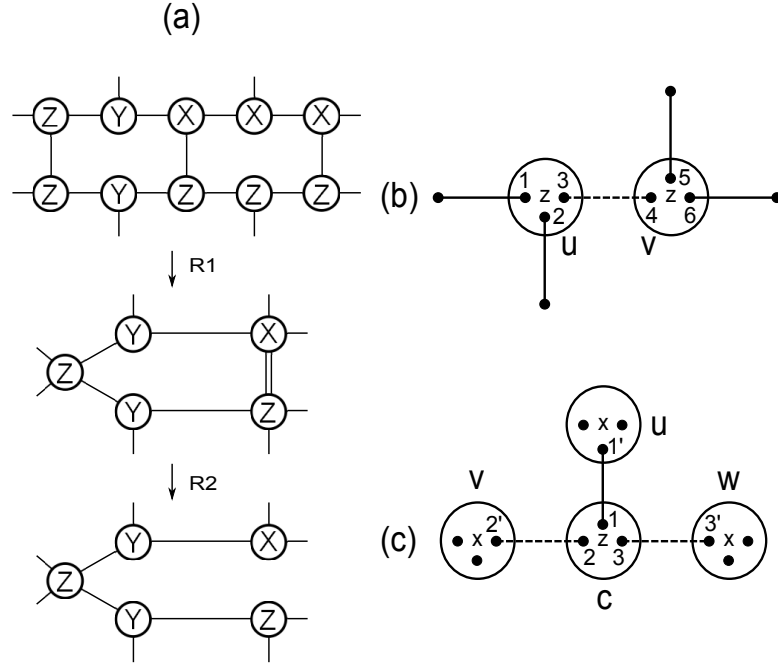 (a)
Z Y X X X
Z Y Z Z Z
R1
Y X
Z
Y Z
R2
Y X
Z
Y Z
(b)
1 z 3
2
4 z 5
6
u v
(c)
x u
1'
v w
2' x
1
2 z 3
3' x
c